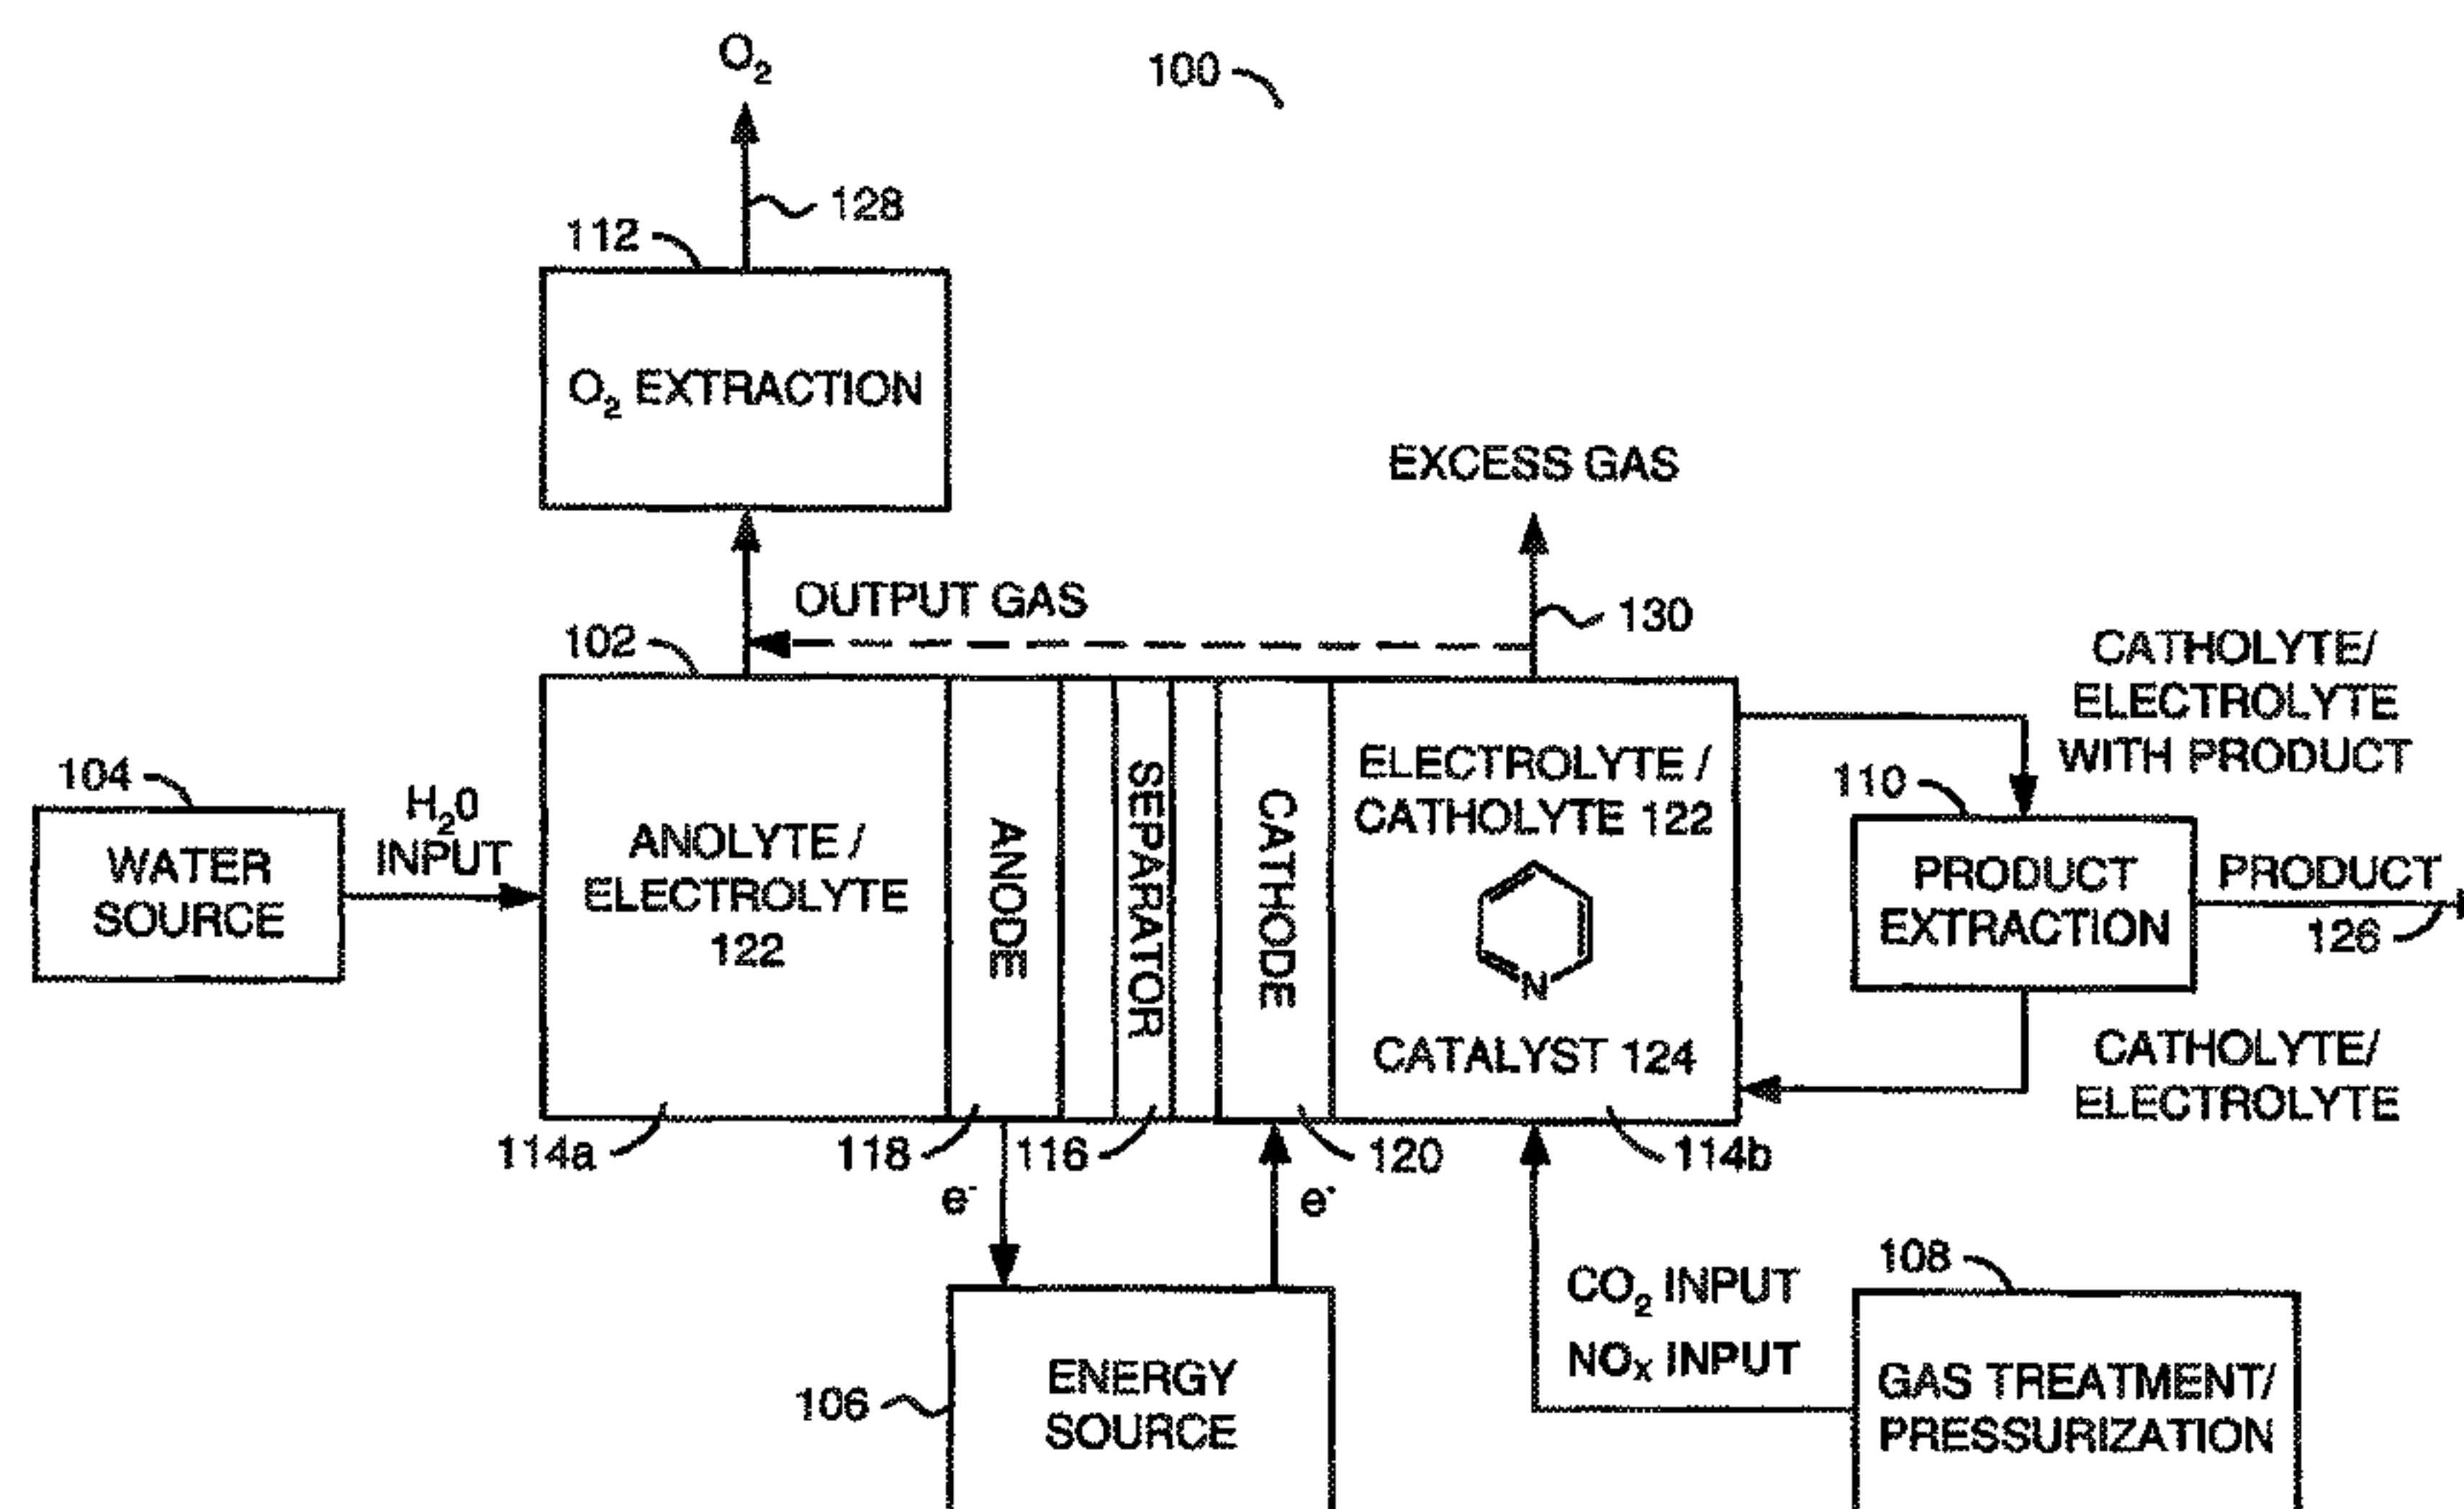 O₂
100
128
112
O₂ EXTRACTION
EXCESS GAS
OUTPUT GAS
130
102
CATHOLYTE/
ELECTROLYTE
WITH PRODUCT
104
H₂0
INPUT
WATER
SOURCE
ANOLYTE /
ELECTROLYTE
122
ANODE
SEPARATOR
CATHODE
ELECTROLYTE /
CATHOLYTE 122
N
CATALYST 124
110
PRODUCT
EXTRACTION
PRODUCT
126
CATHOLYTE/
ELECTROLYTE
114a
118
116
120
114b
e⁻
e⁻
CO₂ INPUT
NOₓ INPUT
108
106
ENERGY
SOURCE
GAS TREATMENT/
PRESSURIZATION